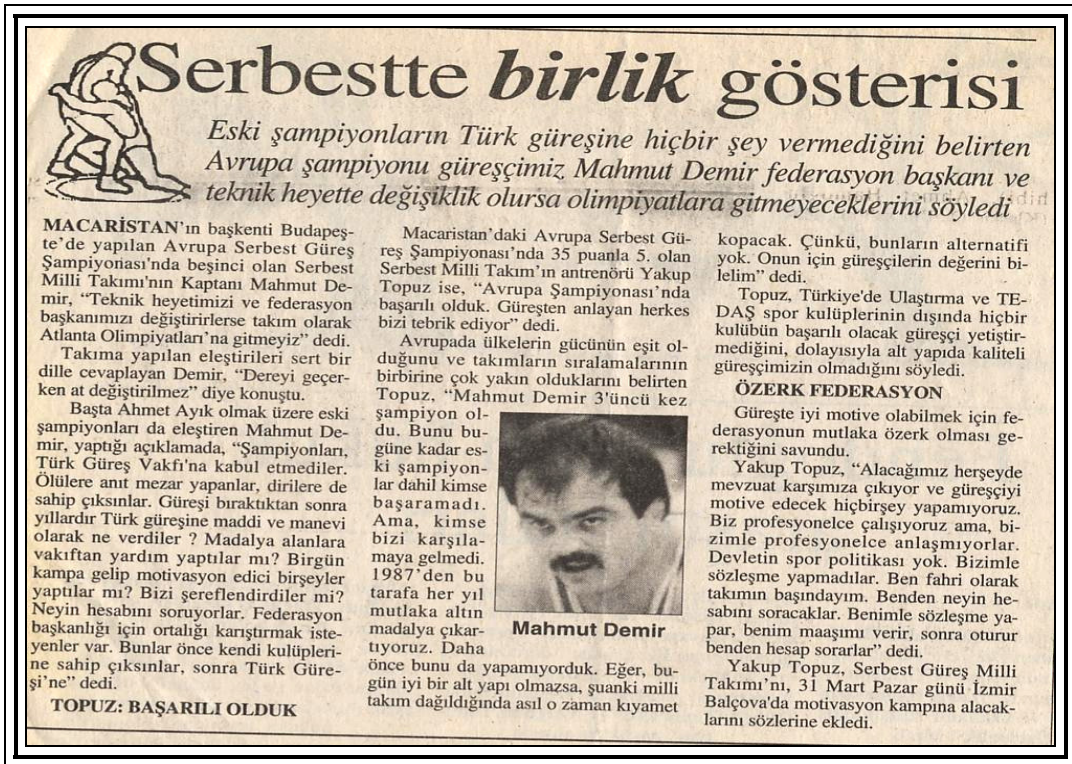 Serbestte birlik gösterisi
Eski şampiyonların Türk güreşine hiçbir şey vermediğini belirten
Avrupa şampiyonu güreşçimiz Mahmut Demir federasyon başkanı ve
teknik heyette değişiklik olursa olimpiyatlara gitmeyeceklerini söyledi
MACARİSTAN'ın başkenti Budapeş-
te'de yapılan Avrupa Serbest Güreş
Şampiyonası'nda beşinci olan Serbest
Milli Takımı'nın Kaptanı Mahmut De-
mir, “Teknik heyetimizi ve federasyon
başkanımızı değiştirirlerse takım olarak
Atlanta Olimpiyatları'na gitmeyiz” dedi.
Takıma yapılan eleştirileri sert bir
dille cevaplayan Demir, “Dereyi geçer-
ken at değiştirilmez” diye konuştu.
Başta Ahmet Ayık olmak üzere eski
şampiyonları da eleştiren Mahmut De-
mir, yaptığı açıklamada, “Şampiyonları,
Türk Güreş Vakfı'na kabul etmediler.
Ölülere anıt mezar yapanlar, dirilere de
sahip çıksınlar. Güreşi bıraktıktan sonra
yıllardır Türk güreşine maddi ve manevi
olarak ne verdiler ? Madalya alanlara
vakıftan yardım yaptılar mı? Birgün
kampa gelip motivasyon edici birşeyler
yaptılar mı? Bizi şereflendirdiler mi?
Neyin hesabını soruyorlar. Federasyon
başkanlığı için ortalığı karıştırmak iste-
yenler var. Bunlar önce kendi kulüpleri-
ne sahip çıksınlar, sonra Türk Güre-
şi'ne” dedi.
TOPUZ: BAŞARILI OLDUK
Macaristan'daki Avrupa Serbest Gü-
reş Şampiyonası'nda 35 puanla 5. olan
Serbest Milli Takım'ın antrenörü Yakup
Topuz ise, “Avrupa Şampiyonası'nda
başarılı olduk. Güreşten anlayan herkes
bizi tebrik ediyor” dedi.
Avrupada ülkelerin gücünün eşit ol-
duğunu ve takımların sıralamalarının
birbirine çok yakın olduklarını belirten
Topuz, “Mahmut Demir 3'üncü kez
şampiyon ol-
du. Bunu bu-
güne kadar es-
ki şampiyon-
lar dahil kimse
başaramadı.
Ama, kimse
bizi karşıla-
maya gelmedi.
1987'den bu
tarafa her yıl
mutlaka altın
madalya çıkar-
tıyoruz. Daha
önce bunu da yapamıyorduk. Eğer, bu-
gün iyi bir alt yapı olmazsa, şuanki milli
takım dağıldığında asıl o zaman kıyamet
Mahmut Demir
kopacak. Çünkü, bunların alternatifi
yok. Onun için güreşçilerin değerini bi-
lelim” dedi.
Topuz, Türkiye'de Ulaştırma ve TE-
DAŞ spor kulüplerinin dışında hiçbir
kulübün başarılı olacak güreşçi yetiştir-
mediğini, dolayısıyla alt yapıda kaliteli
güreşçimizin olmadığını söyledi.
ÖZERK FEDERASYON
Güreşte iyi motive olabilmek için fe-
derasyonun mutlaka özerk olması ge-
rektiğini savundu.
Yakup Topuz, “Alacağımız herşeyde
mevzuat karşımıza çıkıyor ve güreşçiyi
motive edecek hiçbirşey yapamıyoruz.
Biz profesyonelce çalışıyoruz ama, bi-
zimle profesyonelce anlaşmıyorlar.
Devletin spor politikası yok. Bizimle
sözleşme yapmadılar. Ben fahri olarak
takımın başındayım. Benden neyin he-
sabını soracaklar. Benimle sözleşme ya-
par, benim maaşımı verir, sonra oturur
benden hesap sorarlar” dedi.
Yakup Topuz, Serbest Güreş Milli
Takımı'nı, 31 Mart Pazar günü İzmir
Balçova'da motivasyon kampına alacak-
larını sözlerine ekledi.